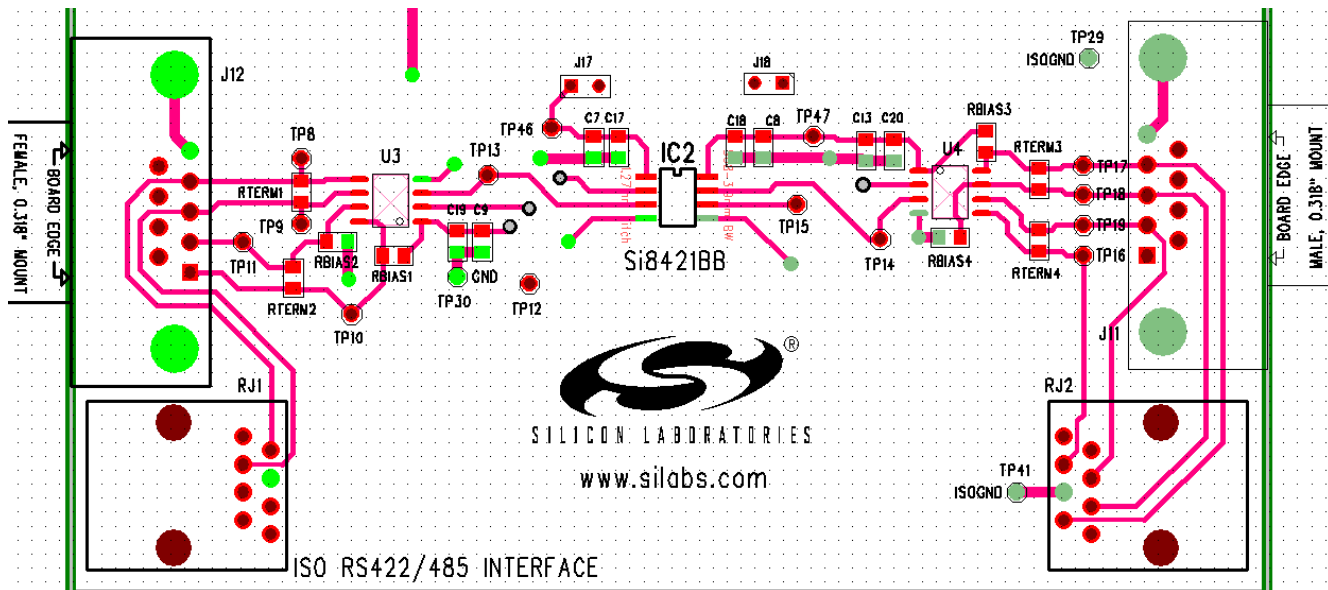 TP29
ISOGND
J12
J17
J18
RBIAS3
TP8
TP46
C7 C17
C18 C8
TP47
C13 C20
U4
RTERM3
U3
TP13
IC2
TP17
RTERM1
TP18
TP9
C19 C9
TP15
TP19
TP11
RBIAS2
RBIAS1
GND
Si8421BB
TP14
RBIAS4
TP16
RTERM2
TP30
TP12
RTERM4
TP10
J11
FEMALE, 0.318" MOUNT
BOARD EDGE
BOARD EDGE
MALE, 0.318" MOUNT
®
SILICON LABORATORIES
www.silabs.com
RJ1
RJ2
TP41
ISOGND
ISO RS422/485 INTERFACE